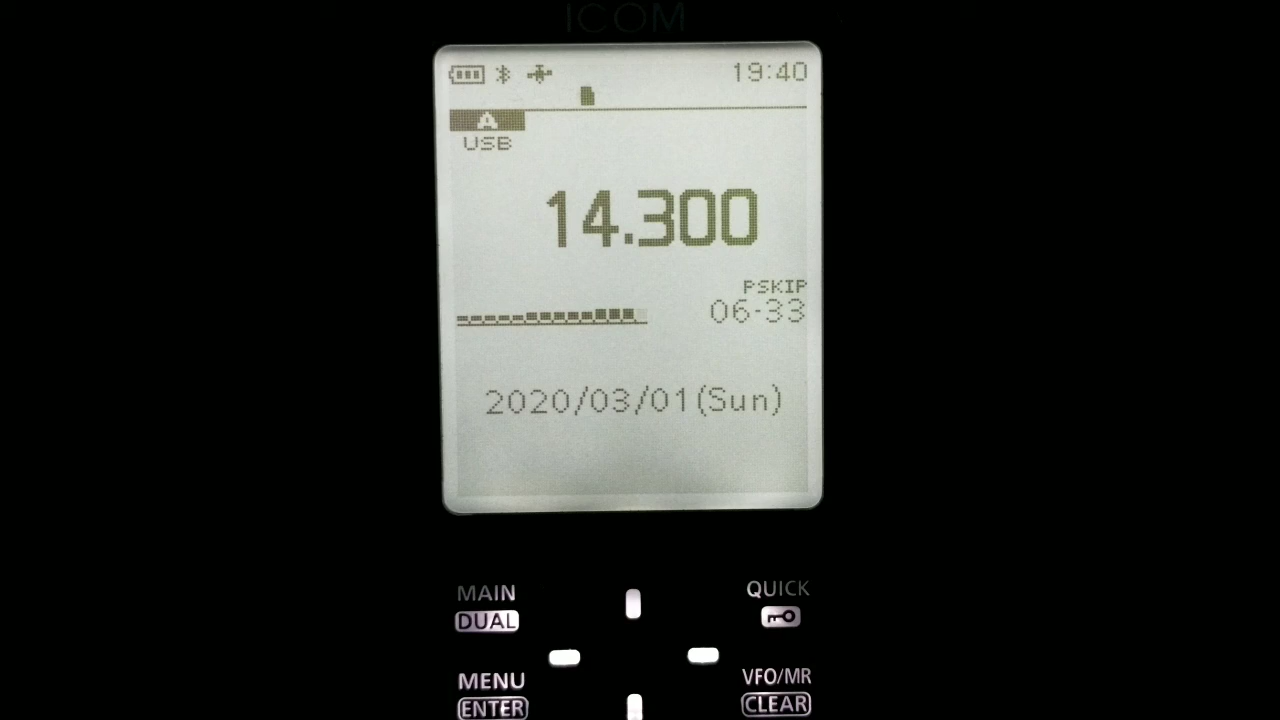 ICOM
19:40
A
USB
14.300
PSKIP
06-33
2020/03/01(Sun)
MAIN
QUICK
DUAL
MENU
VFO/MR
ENTER
CLEAR